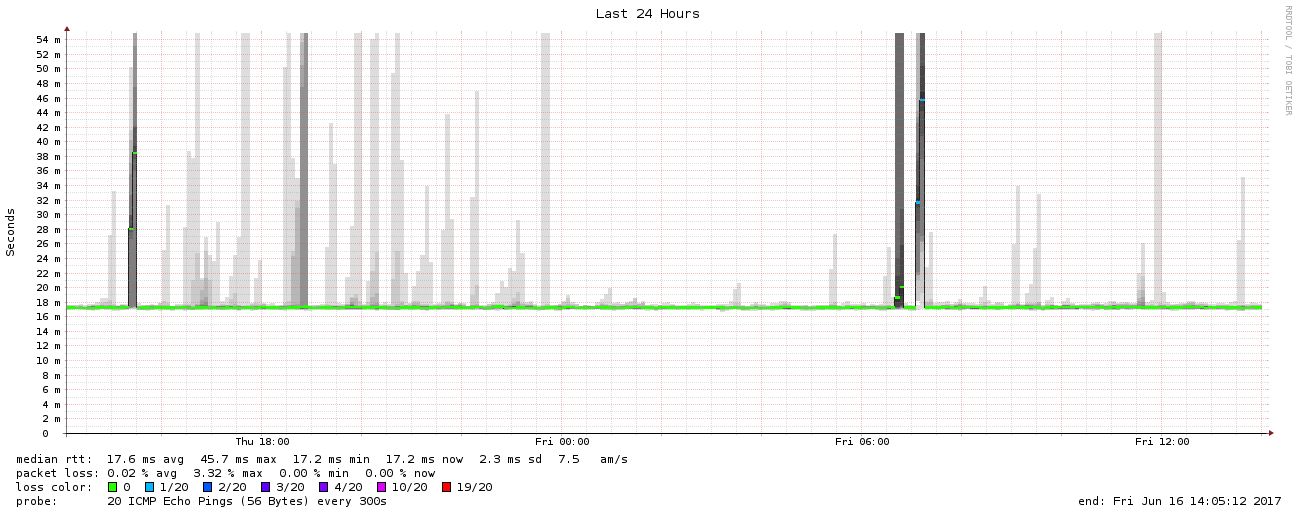 Last 24 Hours
RRDTOOL / TOBI OETIKER
Seconds
54 m
52 m
50 m
48 m
46 m
44 m
42 m
40 m
38 m
36 m
34 m
32 m
30 m
28 m
26 m
24 m
22 m
20 m
18 m
16 m
14 m
12 m
10 m
8 m
6 m
4 m
2 m
0
Thu 18:00 Fri 00:00 Fri 06:00 Fri 12:00
median rtt: 17.6 ms avg 45.7 ms max 17.2 ms min 17.2 ms now 2.3 ms sd 7.5 am/s
packet loss: 0.02 % avg 3.32 % max 0.00 % min 0.00 % now
loss color: 0 1/20 2/20 3/20 4/20 10/20 19/20
probe: 20 ICMP Echo Pings (56 Bytes) every 300s end: Fri Jun 16 14:05:12 2017